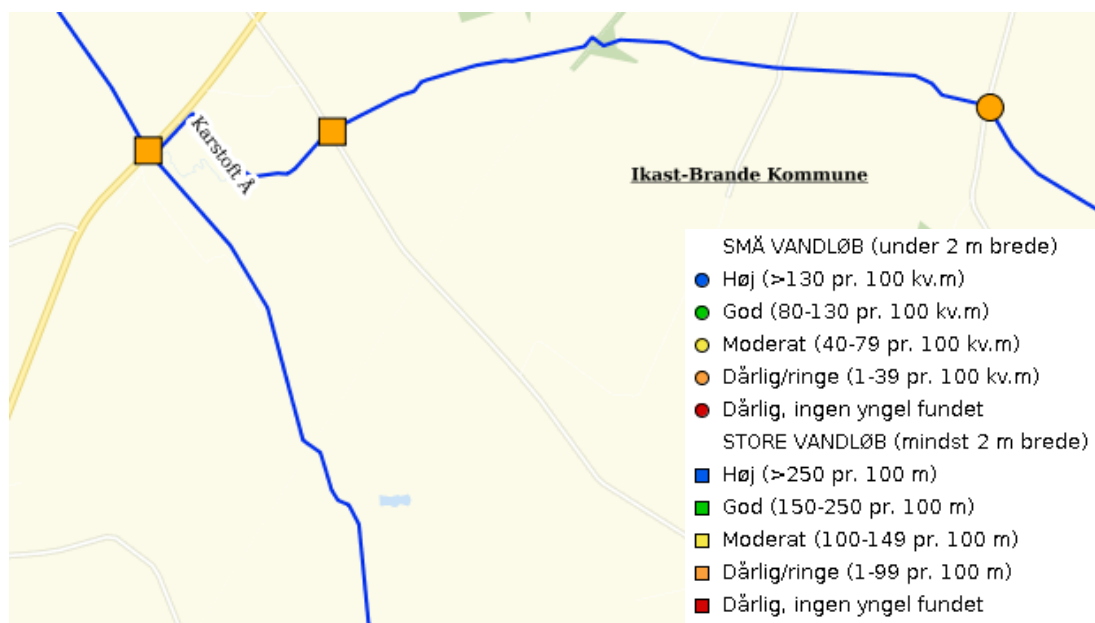 Karstoft Å
Ikast-Brande Kommune
SMÅ VANDLØB (under 2 m brede)
Høj (>130 pr. 100 kv.m)
God (80-130 pr. 100 kv.m)
Moderat (40-79 pr. 100 kv.m)
Dårlig/ringe (1-39 pr. 100 kv.m)
Dårlig, ingen yngel fundet
STORE VANDLØB (mindst 2 m brede)
Høj (>250 pr. 100 m)
God (150-250 pr. 100 m)
Moderat (100-149 pr. 100 m)
Dårlig/ringe (1-99 pr. 100 m)
Dårlig, ingen yngel fundet